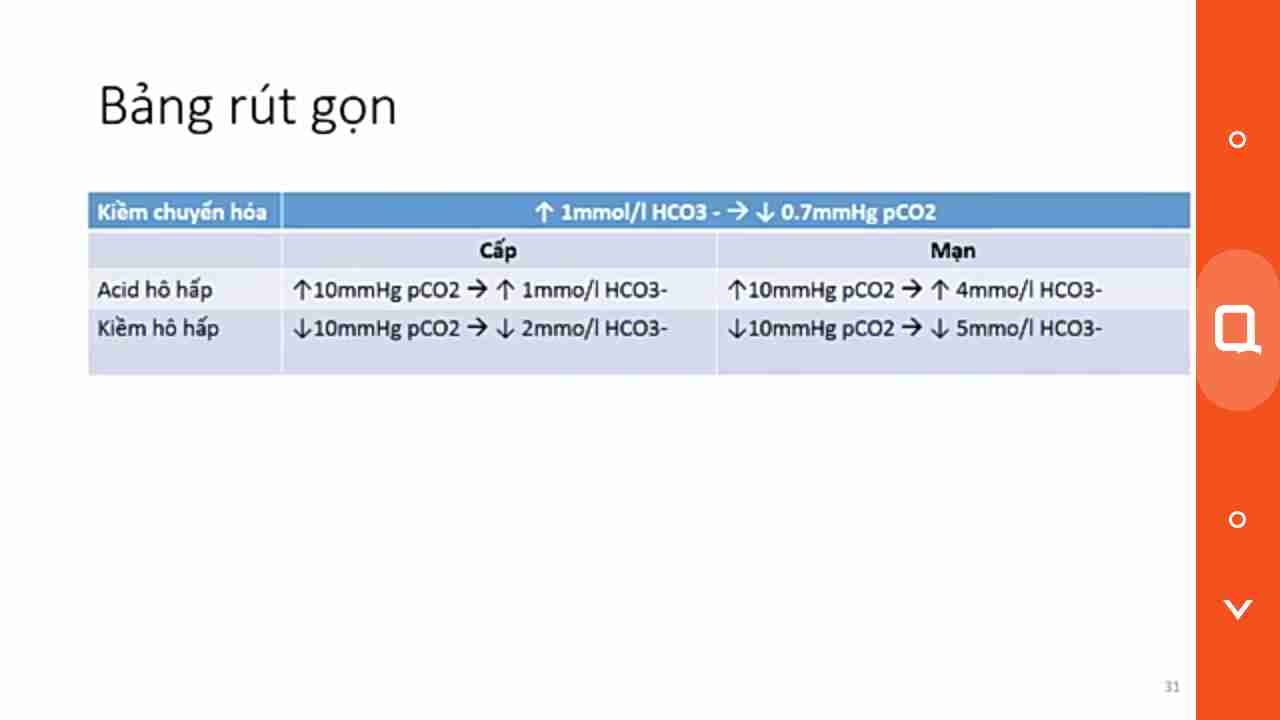 Bảng rút gọn
Kiềm chuyển hóa ↑ 1mmol/l HCO3 - → ↓ 0.7mmHg pCO2
Cấp Mạn
Acid hô hấp ↑10mmHg pCO2 → ↑ 1mmo/l HCO3- ↑10mmHg pCO2 → ↑ 4mmo/l HCO3-
Kiềm hô hấp ↓10mmHg pCO2 → ↓ 2mmo/l HCO3- ↓10mmHg pCO2 → ↓ 5mmo/l HCO3-
31